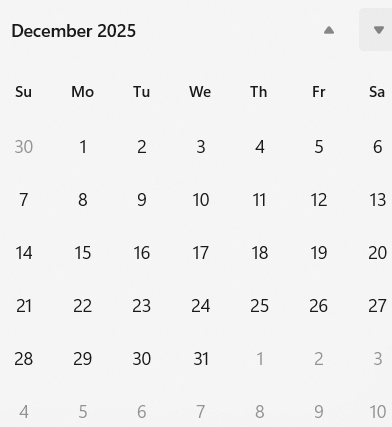 December 2025
Su Mo Tu We Th Fr Sa
30 1 2 3 4 5 6
7 8 9 10 11 12 13
14 15 16 17 18 19 20
21 22 23 24 25 26 27
28 29 30 31 1 2 3
4 5 6 7 8 9 10